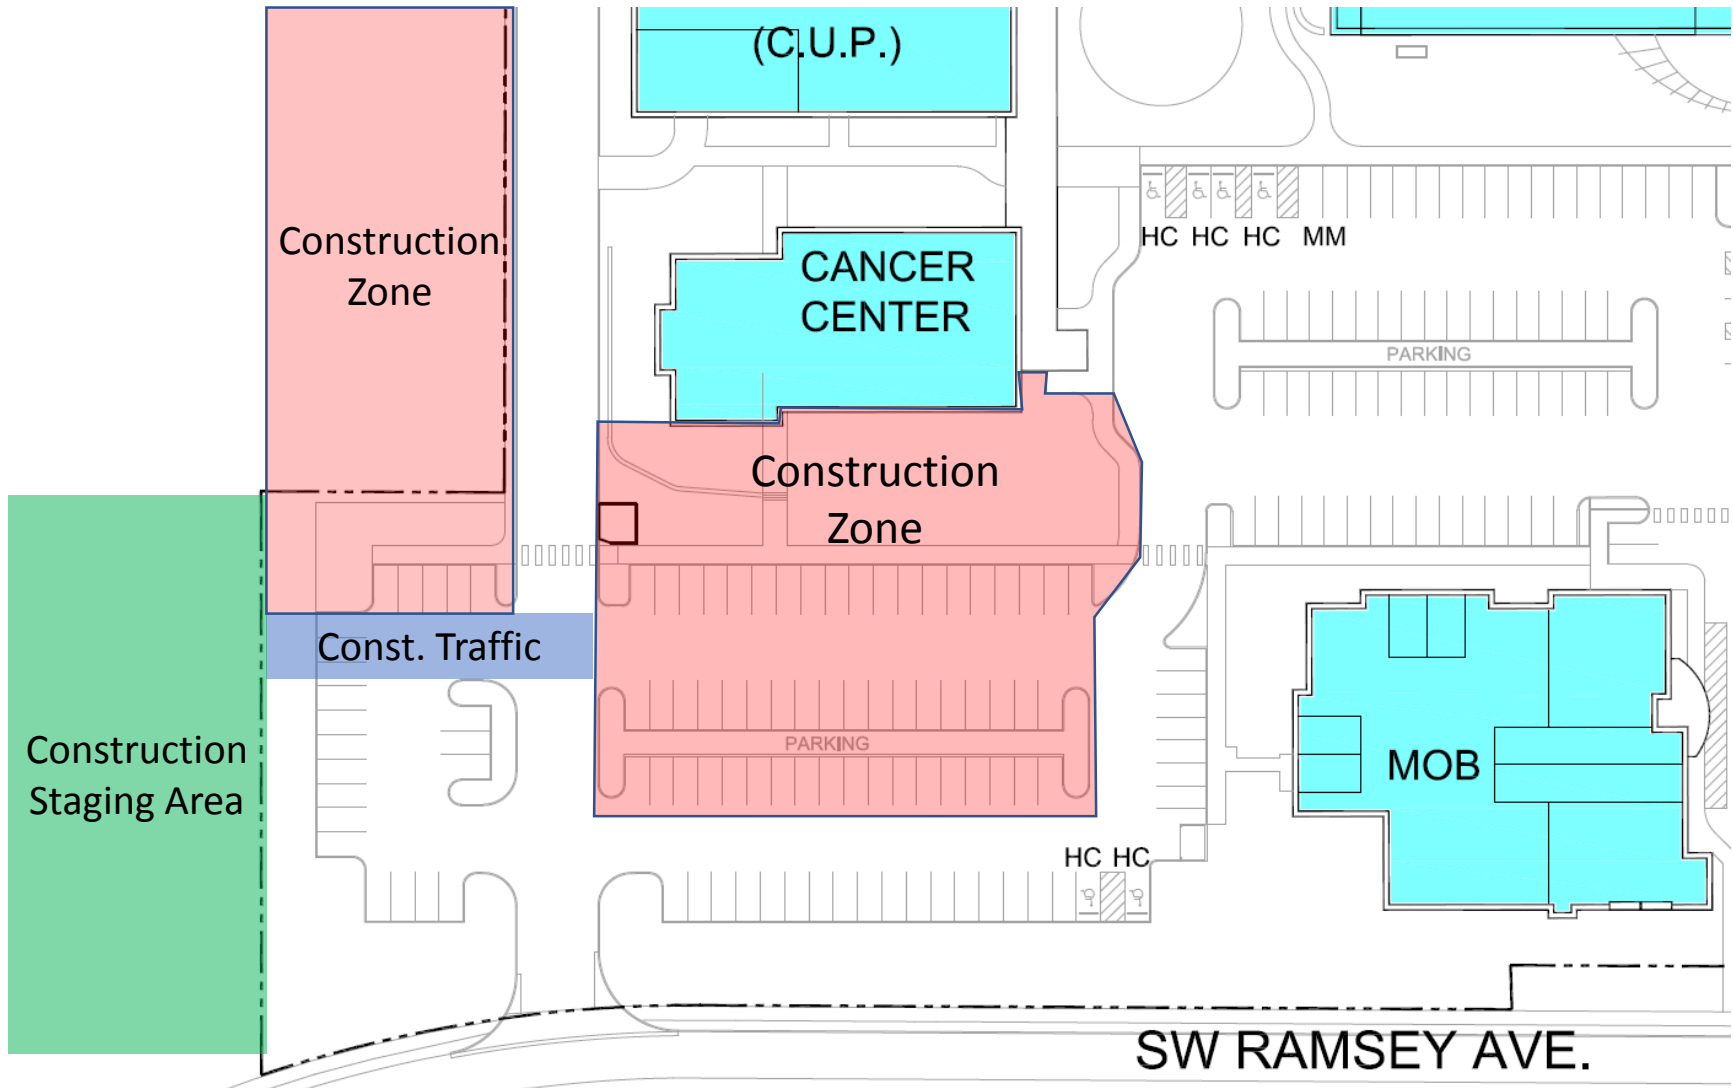 (C.U.P.)
HC HC HC MM
Construction
Zone
CANCER
CENTER
PARKING
Construction
Zone
Const. Traffic
Construction
Staging Area
PARKING
MOB
HC HC
SW RAMSEY AVE.